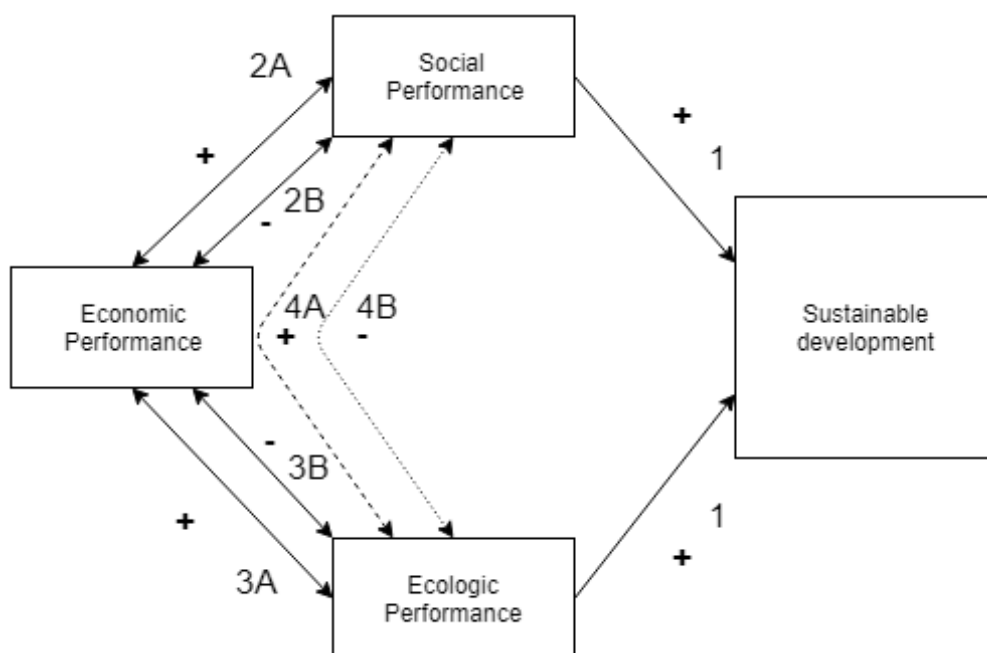 2A
Social
Performance
+
1
+
2B
-
Economic
Performance
4A
4B
+
-
Sustainable
development
-
3B
+
3A
Ecologic
Performance
1
+